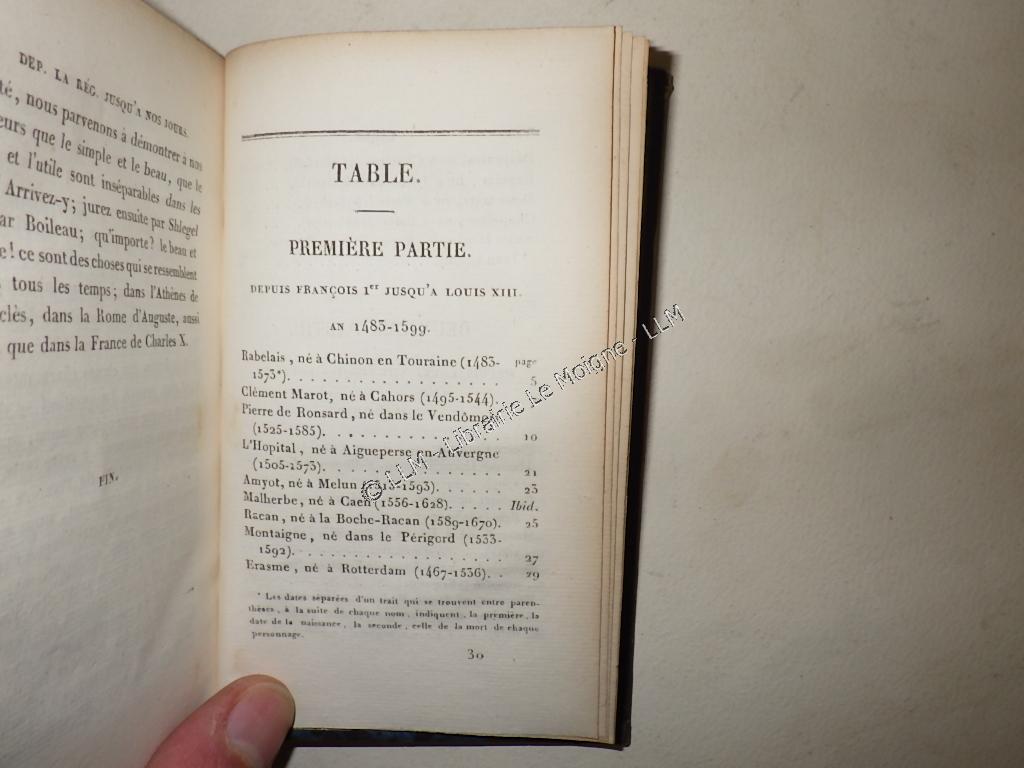 DEP. LA RÉG. JUSQU'A NOS JOURS.
té, nous parvenons à démontrer à nos
eurs que le simple et le beau, que le
et l'utile sont inséparables dans les
Arrivez-y; jurez ensuite par Shlegel
ar Boileau; qu'importe? le beau et
e! ce sont des choses qui se ressemblent
tous les temps; dans l'Athènes de
clès, dans la Rome d'Auguste, aussi
que dans la France de Charles X.
FIN.
TABLE.
PREMIÈRE PARTIE.
DEPUIS FRANÇOIS Ier JUSQU'A LOUIS XIII.
AN 1483-1599.
Rabelais, né à Chinon en Touraine (1483- page
1573*). . . . . . . . . . . . . . . . . 5
Clément Marot, né à Cahors (1495-1544).
Pierre de Ronsard, né dans le Vendômois
(1525-1585). . . . . . . . . . . . . . 10
L'Hopital, né à Aigueperse en Auvergne
(1505-1573). . . . . . . . . . . . . . 21
Amyot, né à Melun (1513-1593). . . . . . 23
Malherbe, né à Caen (1556-1628). . . . . Ibid.
Racan, né à la Boche-Racan (1589-1670). 25
Montaigne, né dans le Périgord (1533-
1592). . . . . . . . . . . . . . . . . 27
Erasme, né à Rotterdam (1467-1536). . 29
* Les dates séparées d'un trait qui se trouvent entre paren-
thèses, à la suite de chaque nom, indiquent, la première, la
date de la naissance, la seconde, celle de la mort de chaque
personnage.
30
© LLM - Librairie Le Moigne - LLM